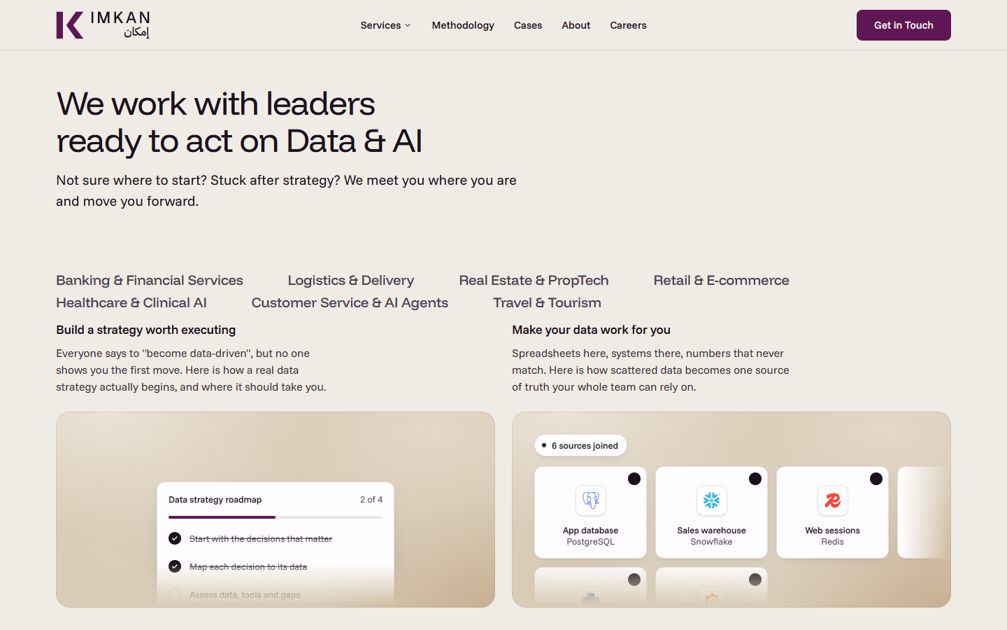 IMKAN
إمكان
Services
Methodology
Cases
About
Careers
Get In Touch
We work with leaders
ready to act on Data & AI
Not sure where to start? Stuck after strategy? We meet you where you are
and move you forward.
Banking & Financial Services
Logistics & Delivery
Real Estate & PropTech
Retail & E-commerce
Healthcare & Clinical AI
Customer Service & AI Agents
Travel & Tourism
Build a strategy worth executing
Everyone says to "become data-driven", but no one
shows you the first move. Here is how a real data
strategy actually begins, and where it should take you.
Data strategy roadmap
2 of 4
Start with the decisions that matter
Map each decision to its data
Assess data, tools and gaps
Make your data work for you
Spreadsheets here, systems there, numbers that never
match. Here is how scattered data becomes one source
of truth your whole team can rely on.
6 sources joined
App database
PostgreSQL
Sales warehouse
Snowflake
Web sessions
Redis